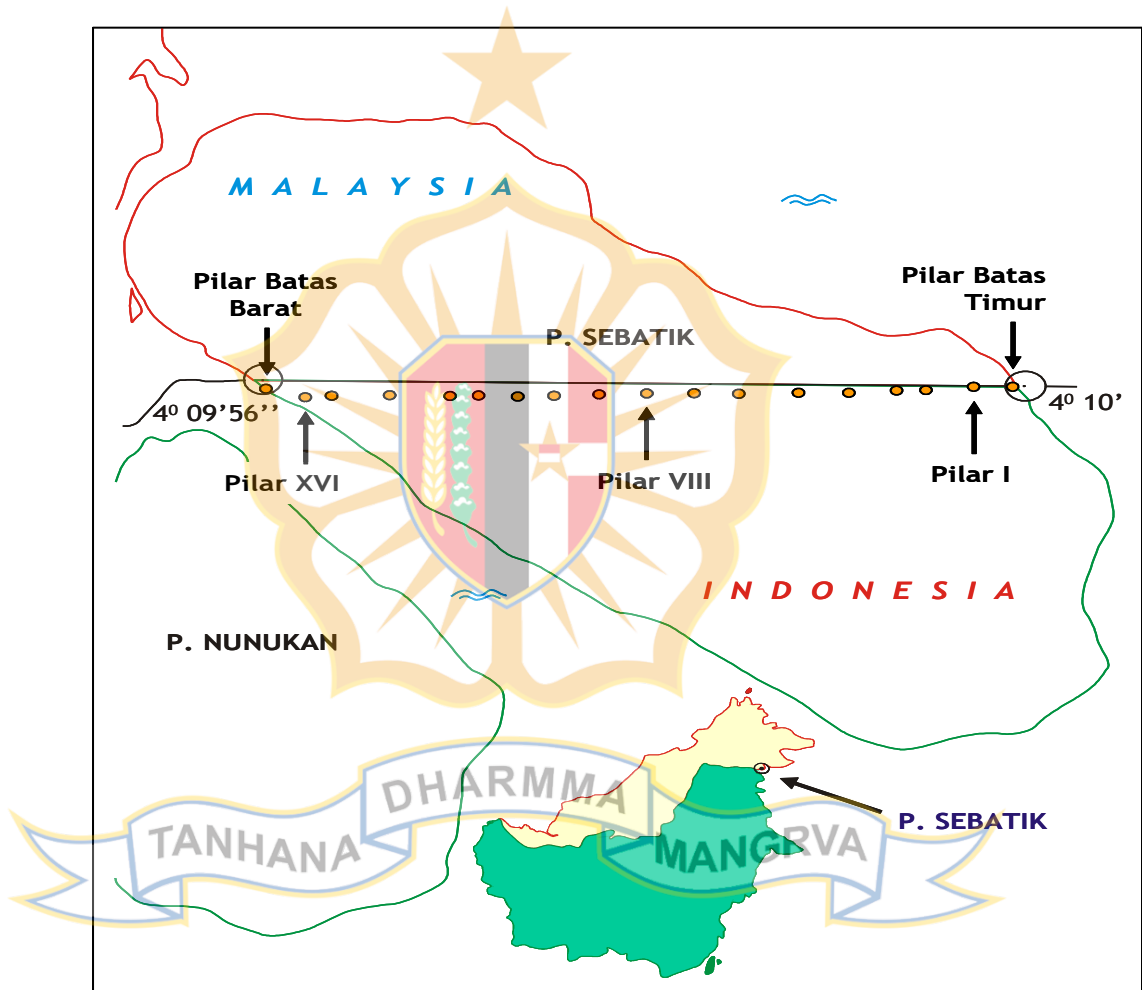 M A L A Y S I A
Pilar Batas
Barat
Pilar Batas
Timur
P. SEBATIK
4⁰ 09’56’’
4⁰ 10’
Pilar XVI
Pilar VIII
Pilar I
I N D O N E S I A
P. NUNUKAN
P. SEBATIK
TANHANA DHARMMA MANGRVA